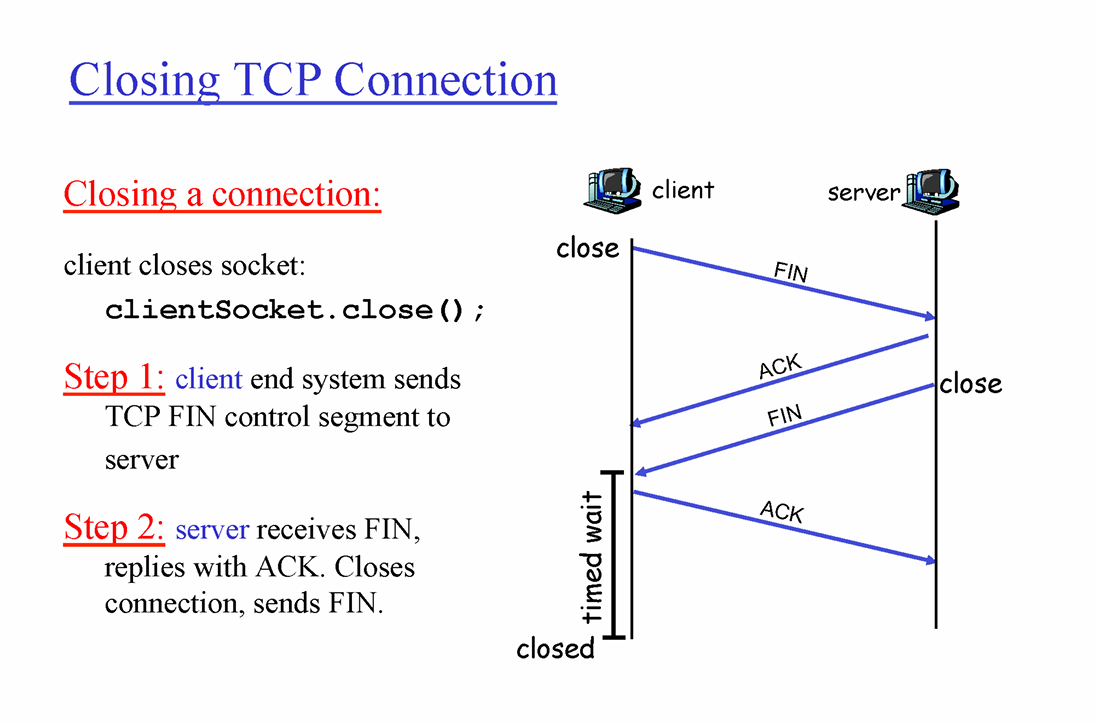 Closing TCP Connection
Closing a connection:
client closes socket:
clientSocket.close();
Step 1: client end system sends
TCP FIN control segment to
server
Step 2: server receives FIN,
replies with ACK. Closes
connection, sends FIN.
client
server
close
FIN
ACK
close
FIN
ACK
timed wait
closed